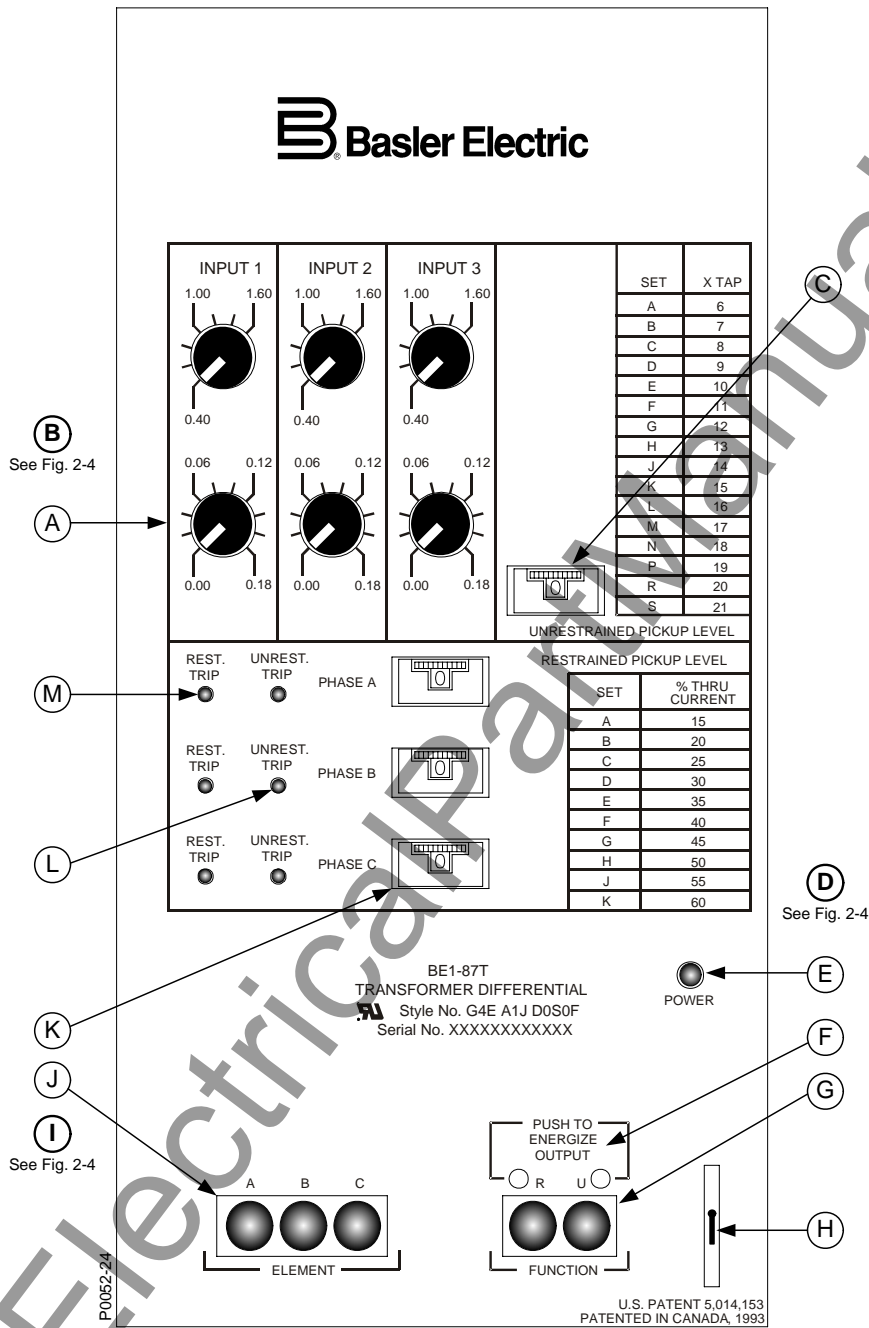 Basler Electric
®
INPUT 1 INPUT 2 INPUT 3
1.00 1.60 1.00 1.60 1.00 1.60
0.40 0.40 0.40
0.06 0.12 0.06 0.12 0.06 0.12
0.00 0.18 0.00 0.18 0.00 0.18
SET X TAP
A 6
B 7
C 8
D 9
E 10
F 11
G 12
H 13
J 14
K 15
L 16
M 17
N 18
P 19
R 20
S 21
0
UNRESTRAINED PICKUP LEVEL
C
B
See Fig. 2-4
A
RESTRAINED PICKUP LEVEL
REST. TRIP UNREST. TRIP PHASE A 0
REST. TRIP UNREST. TRIP PHASE B 0
REST. TRIP UNREST. TRIP PHASE C 0
SET % THRU CURRENT
A 15
B 20
C 25
D 30
E 35
F 40
G 45
H 50
J 55
K 60
M
L
D
See Fig. 2-4
BE1-87T
TRANSFORMER DIFFERENTIAL
Style No. G4E A1J D0S0F
Serial No. XXXXXXXXXXXX
POWER
E
K
F
J
G
I
See Fig. 2-4
PUSH TO
ENERGIZE
OUTPUT
A B C
R U
H
ELEMENT
FUNCTION
P0052-24
U.S. PATENT 5,014,153
PATENTED IN CANADA, 1993
ElectricalPartManual